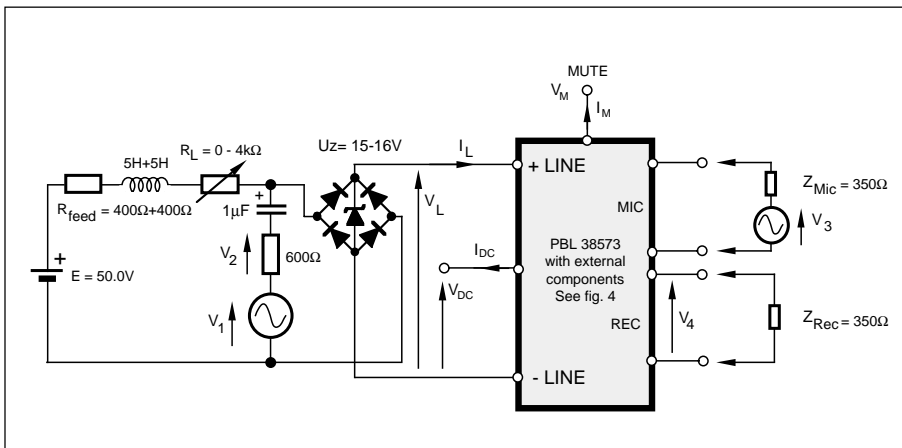 MUTE
V_M
I_M
R_L = 0 - 4kΩ
5H+5H
Uz= 15-16V
I_L
+ LINE
R_feed = 400Ω+400Ω
1µF
+
V_L
MIC
Z_Mic = 350Ω
V_3
V_2
600Ω
I_DC
V_DC
PBL 38573
with external
components
See fig. 4
+
E = 50.0V
V_1
REC
V_4
Z_Rec = 350Ω
- LINE